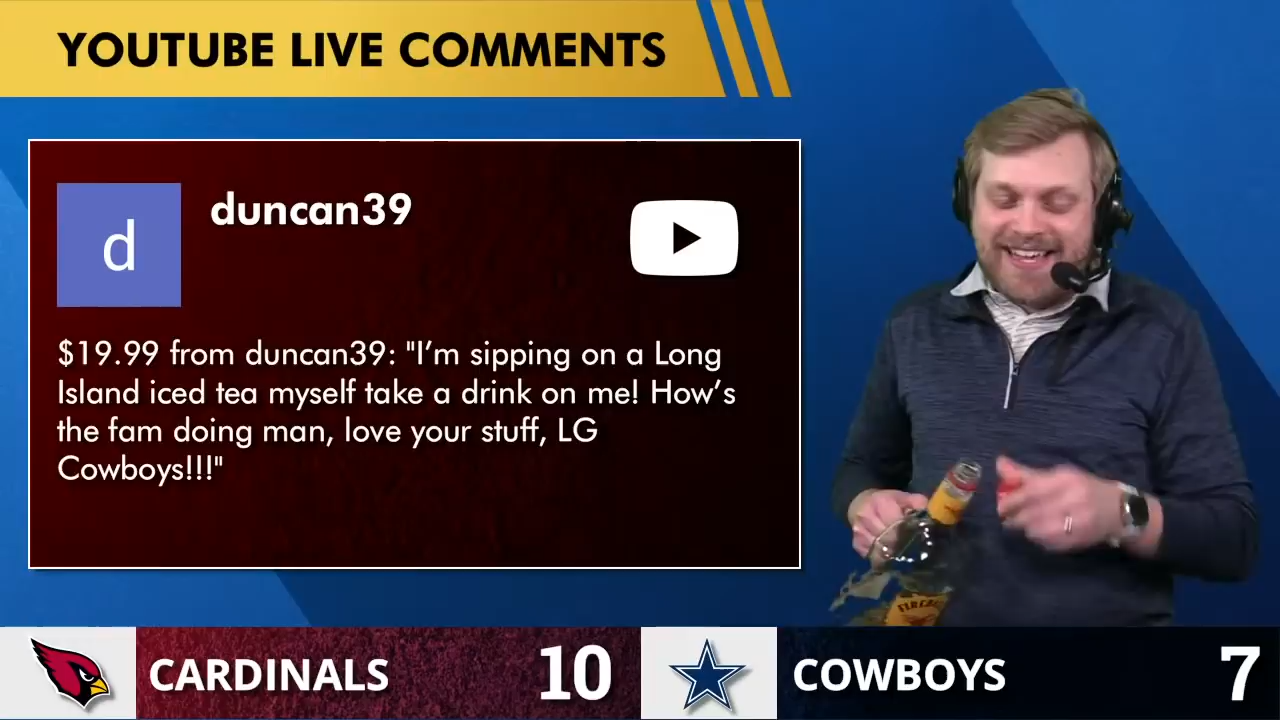 YOUTUBE LIVE COMMENTS
d
duncan39
$19.99 from duncan39: "I’m sipping on a Long
Island iced tea myself take a drink on me! How’s
the fam doing man, love your stuff, LG
Cowboys!!!"
CARDINALS 10 COWBOYS 7